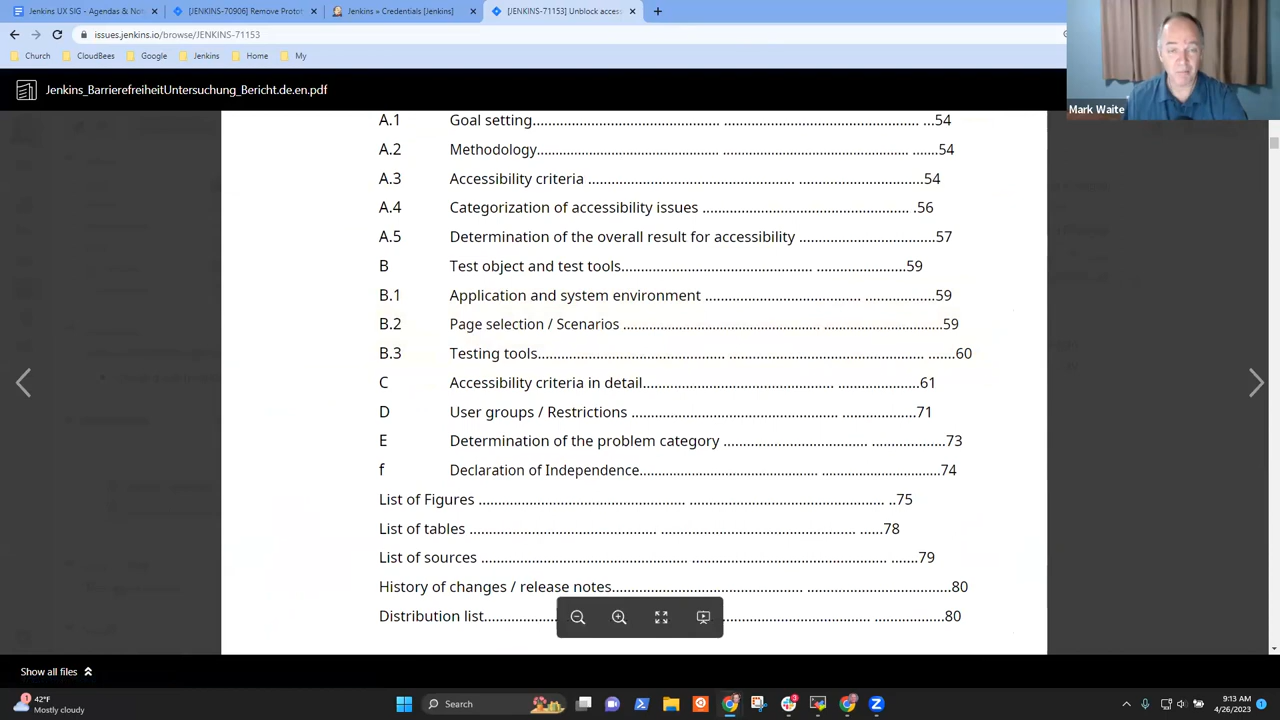 Jenkins UX SIG - Agendas & Not
[JENKINS-70906] Remove Protot
Jenkins » Credentials [Jenkins]
[JENKINS-71153] Unblock acces
issues.jenkins.io/browse/JENKINS-71153
Church
CloudBees
Google
Jenkins
Home
My
Jenkins_BarrierefreiheitUntersuchung_Bericht.de.en.pdf
Mark Waite
A.1 Goal setting.......................................................... .......................................................... ...54
A.2 Methodology......................................................... .......................................................... .......54
A.3 Accessibility criteria .......................................................... ................................................54
A.4 Categorization of accessibility issues .......................................................... .56
A.5 Determination of the overall result for accessibility ...........................................57
B Test object and test tools............................................................ ............................59
B.1 Application and system environment ................................................. ......................59
B.2 Page selection / Scenarios .............................................................. .....................................59
B.3 Testing tools........................................................... ............................................................ .......60
C Accessibility criteria in detail............................................................ .........................61
D User groups / Restrictions .................................................................. ........................71
E Determination of the problem category .............................................. .......................73
f Declaration of Independence......................................................... .....................................74
List of Figures .................................................................. .............................................................. ..75
List of tables ............................................................ .............................................................. ......78
List of sources .................................................................. .............................................................. .......79
History of changes / release notes............................................................ .............................................80
Distribution list......................................... ......................80
Show all files
1
42°F
Mostly cloudy
Search
3
9:13 AM
4/26/2023
1